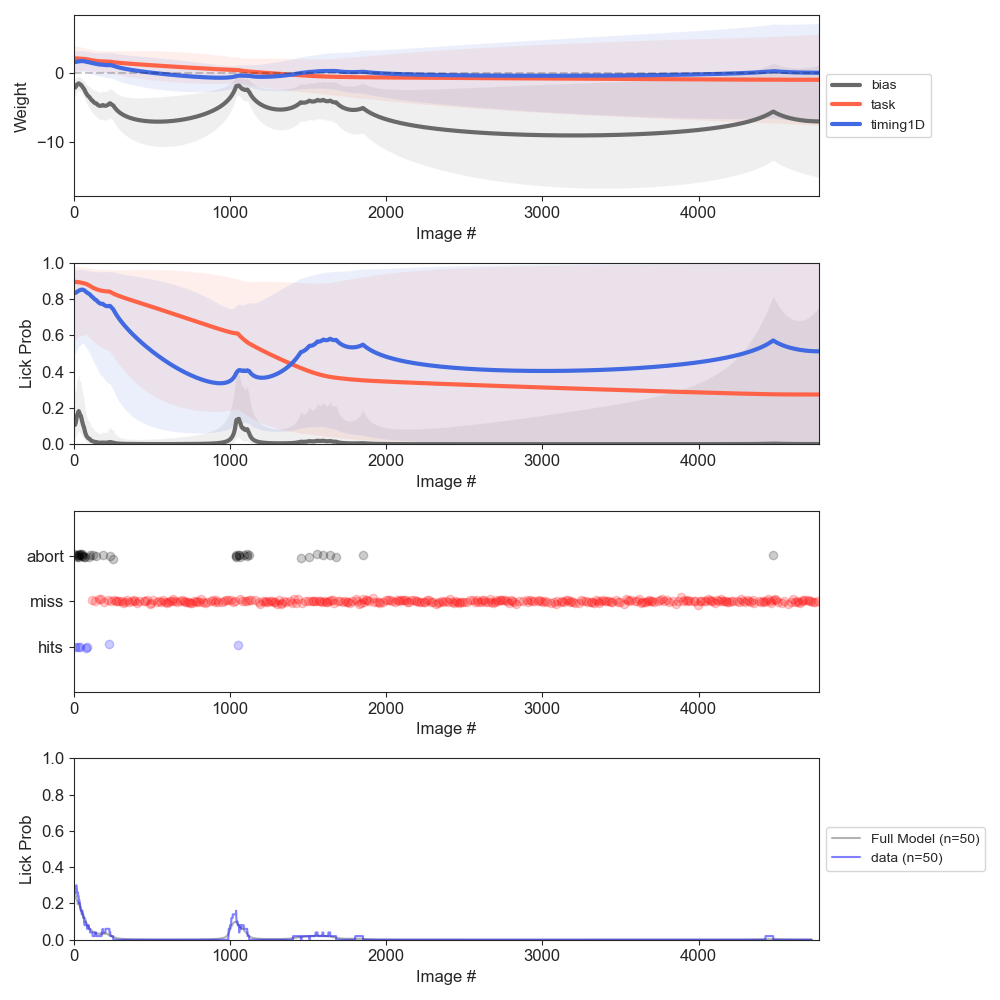 Weight
0
−10
0 1000 2000 3000 4000
Image #
bias
task
timing1D
Lick Prob
1.0
0.8
0.6
0.4
0.2
0.0
0 1000 2000 3000 4000
Image #
abort
miss
hits
0 1000 2000 3000 4000
Image #
Lick Prob
1.0
0.8
0.6
0.4
0.2
0.0
0 1000 2000 3000 4000
Image #
Full Model (n=50)
data (n=50)